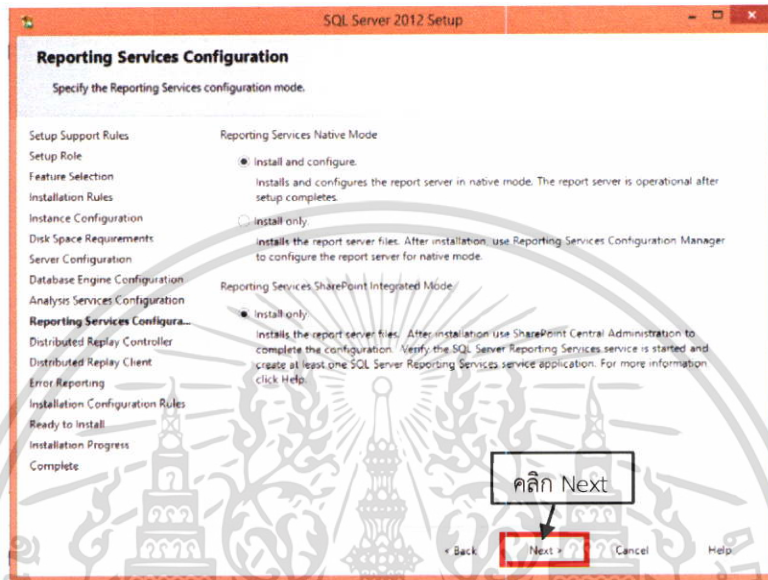 SQL Server 2012 Setup
Reporting Services Configuration
Specify the Reporting Services configuration mode.
Setup Support Rules
Setup Role
Feature Selection
Installation Rules
Instance Configuration
Disk Space Requirements
Server Configuration
Database Engine Configuration
Analysis Services Configuration
Reporting Services Configura...
Distributed Replay Controller
Distributed Replay Client
Error Reporting
Installation Configuration Rules
Ready to Install
Installation Progress
Complete
Reporting Services Native Mode
Install and configure.
Installs and configures the report server in native mode. The report server is operational after
setup completes.
Install only.
Installs the report server files. After installation, use Reporting Services Configuration Manager
to configure the report server for native mode.
Reporting Services SharePoint Integrated Mode
Install only.
Installs the report server files. After installation use SharePoint Central Administration to
complete the configuration. Verify the SQL Server Reporting Services service is started and
create at least one SQL Server Reporting Services service application. For more information
click Help.
คลิก Next
< Back
Next >
Cancel
Help